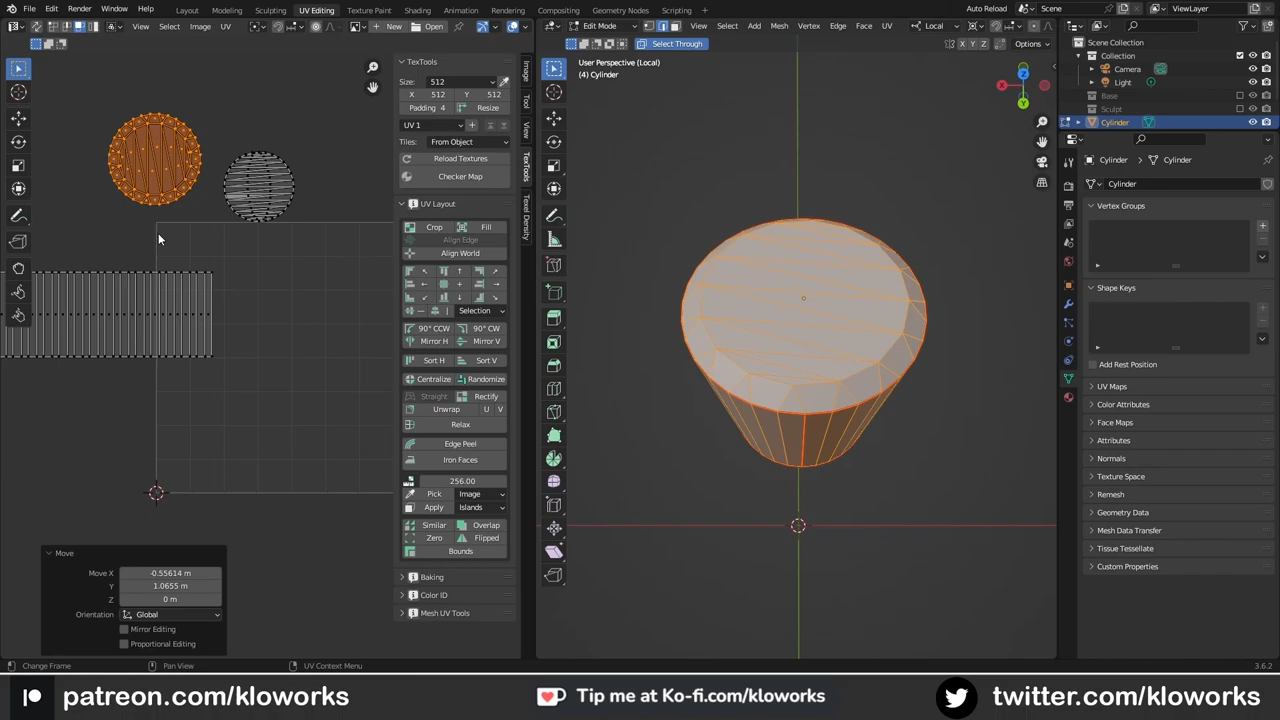 File Edit Render Window Help Layout Modeling Sculpting UV Editing Texture Paint Shading Animation Rendering Compositing Geometry Nodes Scripting Auto Reload Scene ViewLayer
View Select Image UV New Open Edit Mode View Select Add Mesh Vertex Edge Face UV Local
Select Through X Y Z Options
TexTools
Size: 512
X 512 Y 512
Padding 4 Resize
UV 1
Tiles: From Object
Reload Textures
Checker Map
UV Layout
Crop Fill
Align Edge
Align World
Selection
90° CCW 90° CW
Mirror H Mirror V
Sort H Sort V
Centralize Randomize
Straight Rectify
Unwrap U V
Relax
Edge Peel
Iron Faces
256.00
Pick Image
Apply Islands
Similar Overlap
Zero Flipped
Bounds
Baking
Color ID
Mesh UV Tools
Image
Tool
View
TexTools
Texel Density
User Perspective (Local)
(4) Cylinder
X
Z
Y
Scene Collection
Collection
Camera
Light
Base
Sculpt
Cylinder
Cylinder Cylinder
Cylinder
Vertex Groups
Shape Keys
Add Rest Position
UV Maps
Color Attributes
Face Maps
Attributes
Normals
Texture Space
Remesh
Geometry Data
Mesh Data Transfer
Tissue Tessellate
Custom Properties
Move
Move X -0.55614 m
Y 1.0655 m
Z 0 m
Orientation: Global
Mirror Editing
Proportional Editing
Change Frame Pan View UV Context Menu 3.6.2
patreon.com/kloworks Tip me at Ko-fi.com/kloworks twitter.com/kloworks